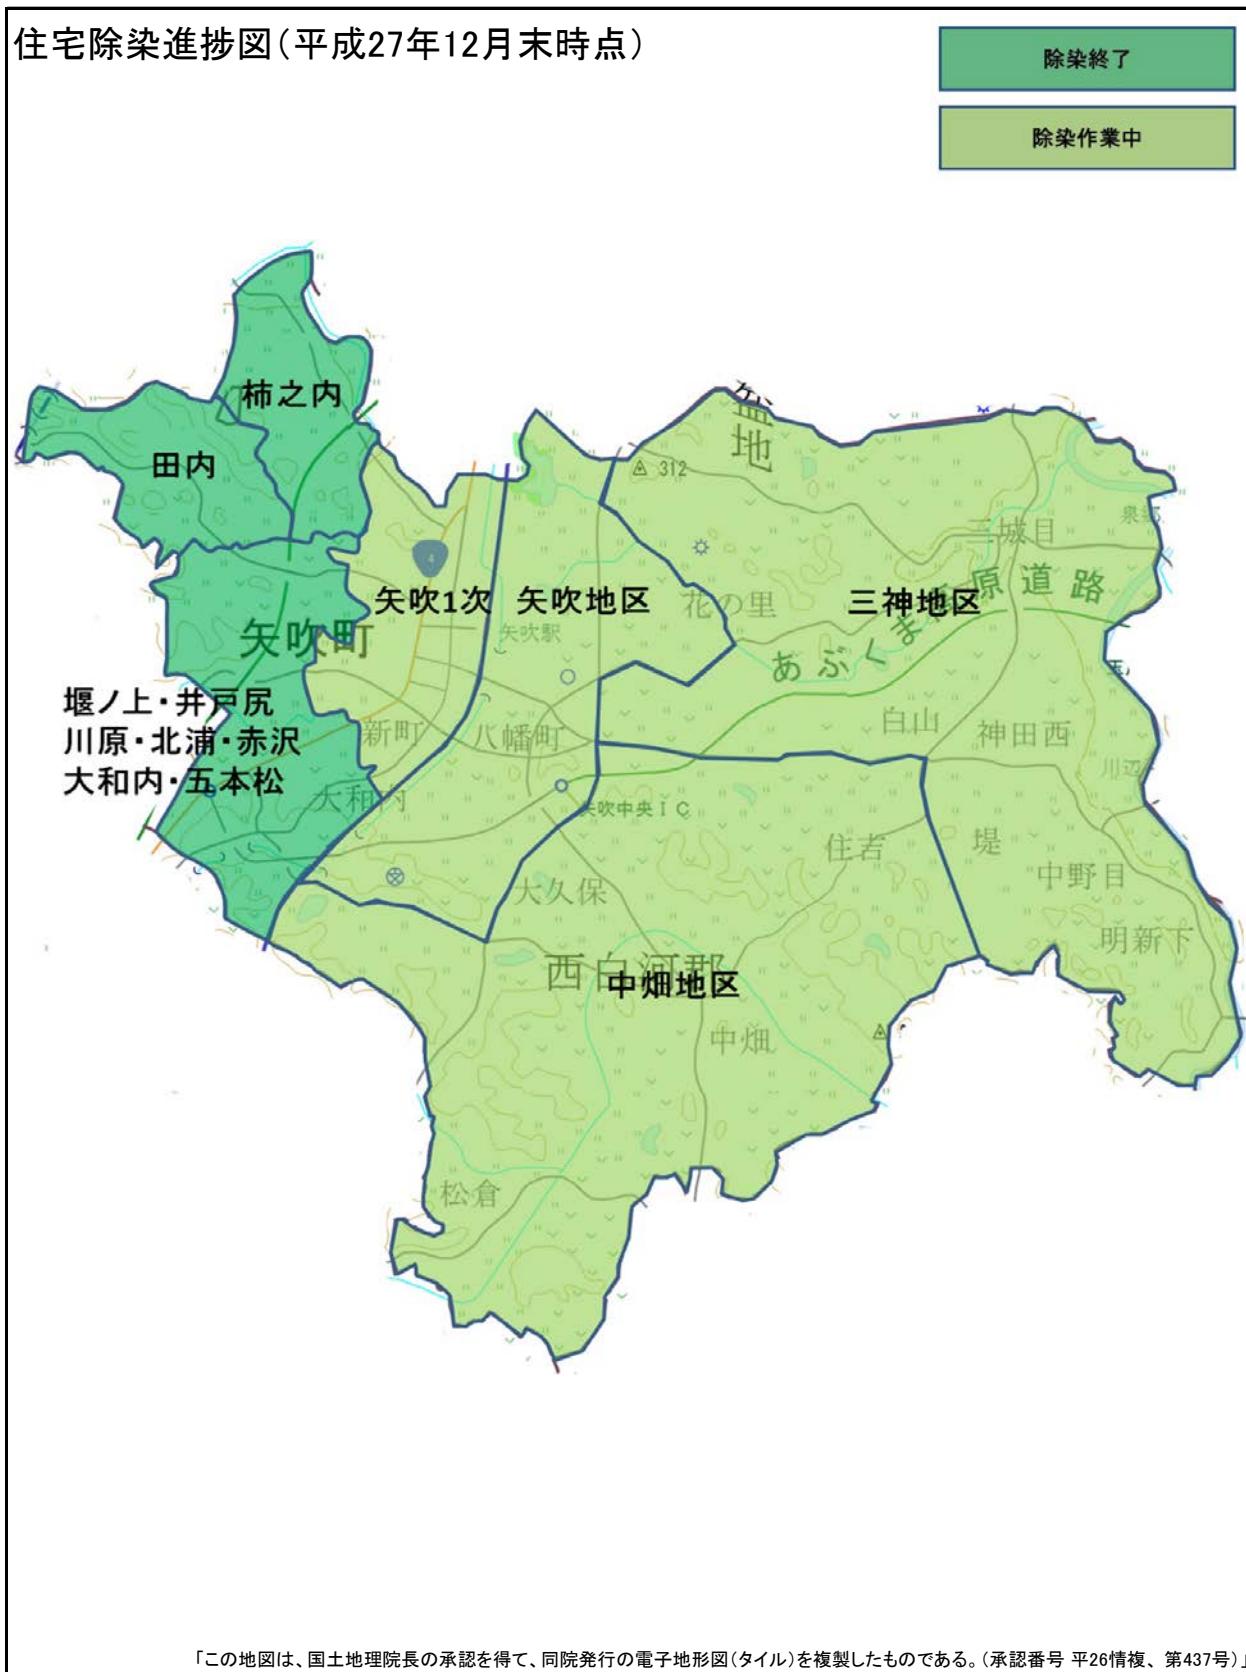 住宅除染進捗図(平成27年12月末時点)
除染終了
除染作業中
柿之内
田内
盆地
312
泉郷
三城目
4
矢吹1次
矢吹地区
花の里
三神地区
あぶくま高原道路
矢吹町
矢吹駅
堰ノ上・井戸尻
川原・北浦・赤沢
大和内・五本松
新町
八幡町
白山
神田西
川辺
大和内
矢吹中央IC
住吉
堤
中野目
大久保
明新下
西白河郡
中畑地区
中畑
松倉
「この地図は、国土地理院長の承認を得て、同院発行の電子地形図(タイル)を複製したものである。(承認番号 平26情複、 第437号)」